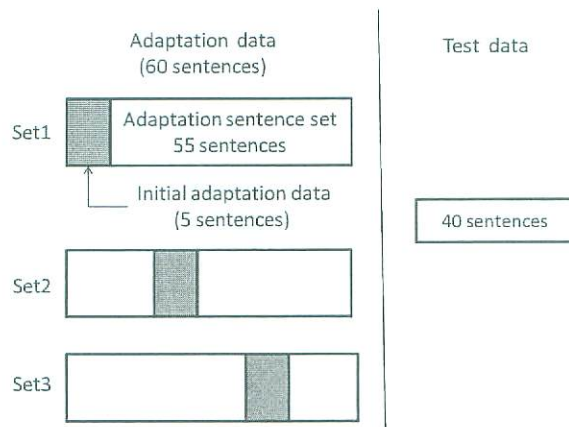 Adaptation data
(60 sentences)
Test data
Set1
Adaptation sentence set
55 sentences
Initial adaptation data
(5 sentences)
40 sentences
Set2
Set3